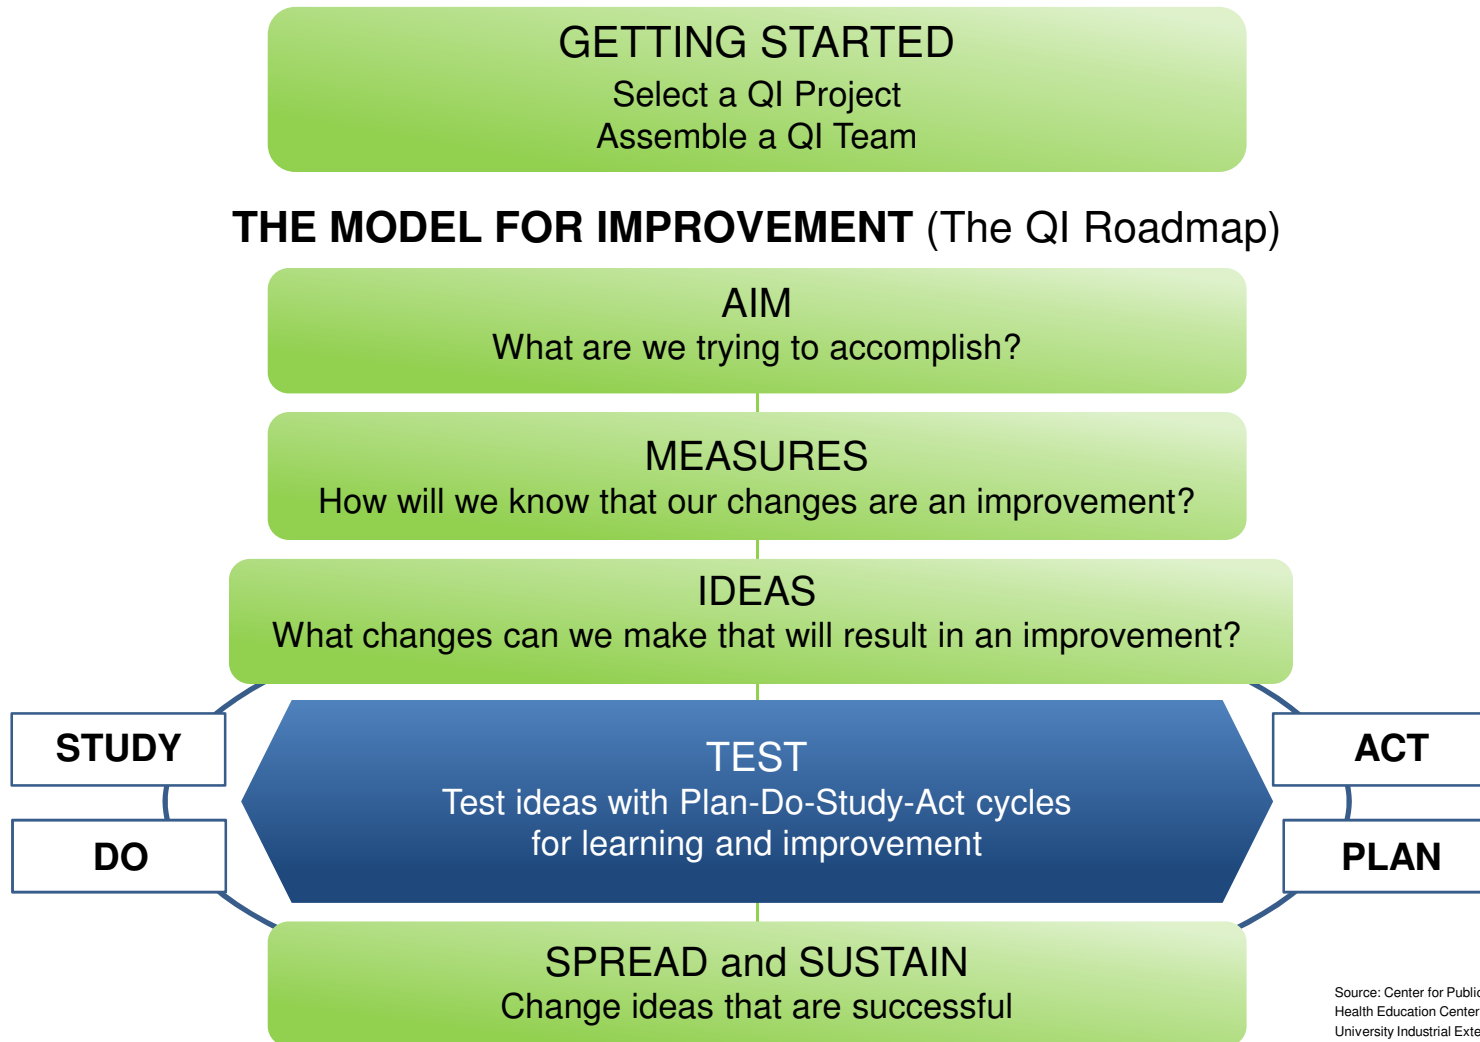 GETTING STARTED
Select a QI Project
Assemble a QI Team
THE MODEL FOR IMPROVEMENT (The QI Roadmap)
AIM
What are we trying to accomplish?
MEASURES
How will we know that our changes are an improvement?
IDEAS
What changes can we make that will result in an improvement?
STUDY
DO
TEST
Test ideas with Plan-Do-Study-Act cycles
for learning and improvement
ACT
PLAN
SPREAD and SUSTAIN
Change ideas that are successful
Source: Center for Public
Health Education Center
University Industrial